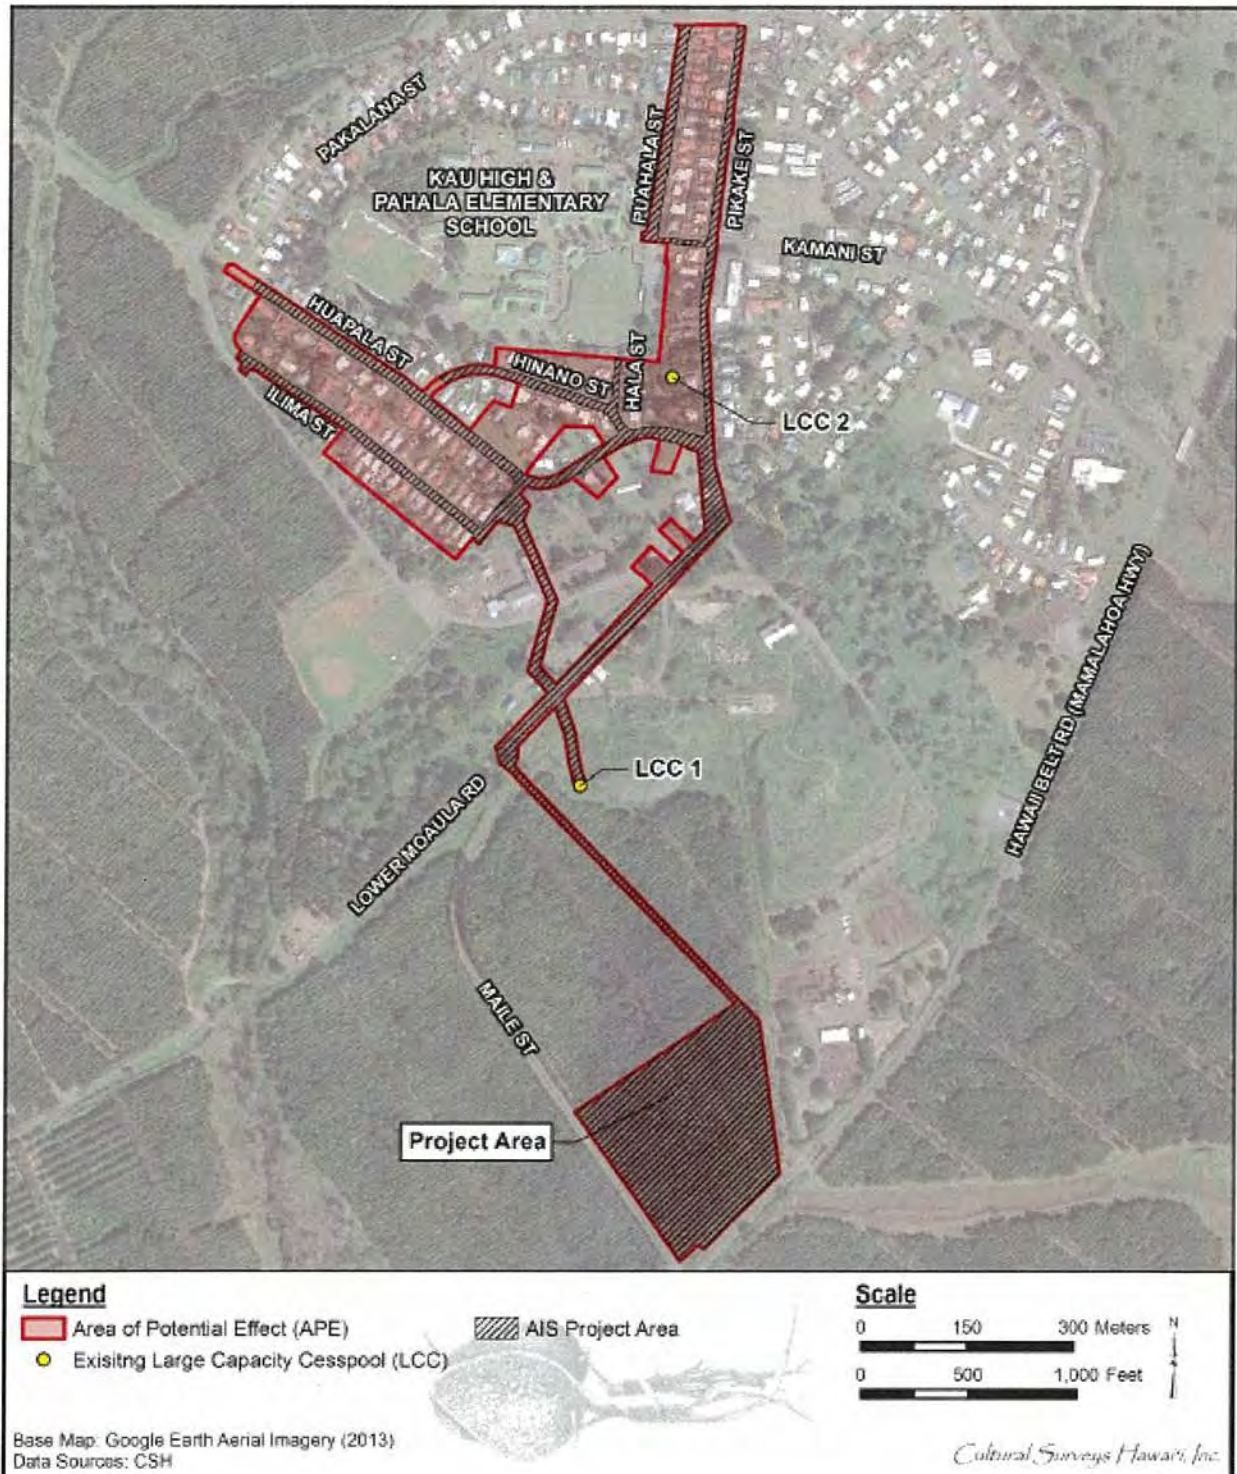 PAKALANA ST
KAU HIGH &
PAHALA ELEMENTARY
SCHOOL
PUAHALA ST
PIKAKE ST
KAMANI ST
HUAPALA ST
HINANO ST
HALA ST
ILIMA ST
LCC 2
HAWAII BELT RD (MAMALAHOA HWY)
LCC 1
LOWER MOAULA RD
MAILE ST
Project Area
Legend
Area of Potential Effect (APE)
AIS Project Area
Exisitng Large Capacity Cesspool (LCC)
Scale
0 150 300 Meters
N
0 500 1,000 Feet
Base Map: Google Earth Aerial Imagery (2013)
Data Sources: CSH
Cultural Surveys Hawai'i, Inc.